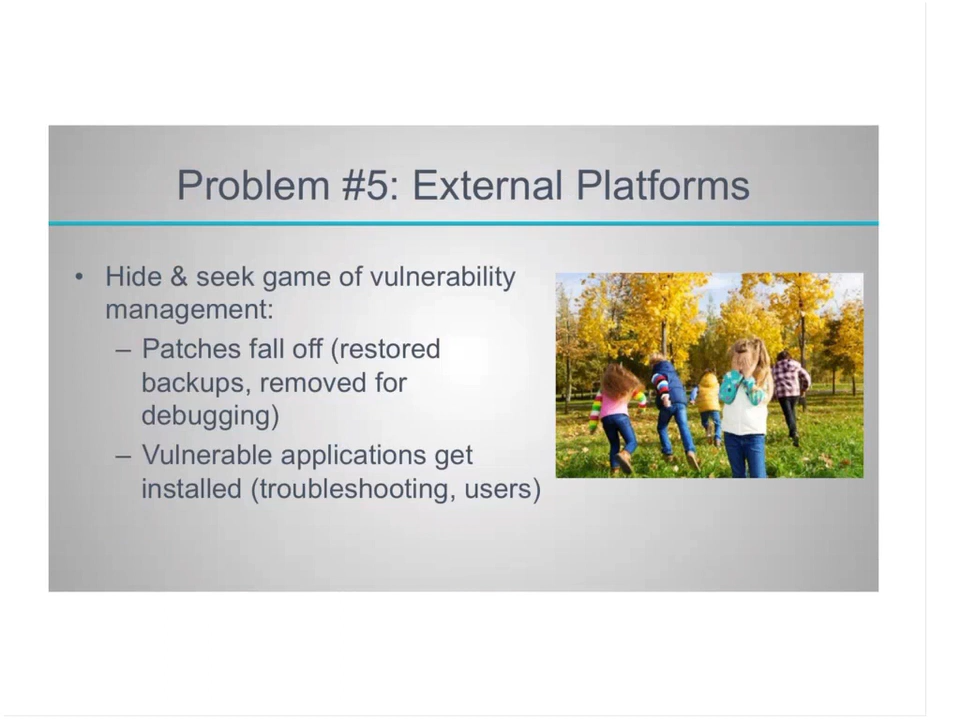 Problem #5: External Platforms
• Hide & seek game of vulnerability
management:
– Patches fall off (restored
backups, removed for
debugging)
– Vulnerable applications get
installed (troubleshooting, users)